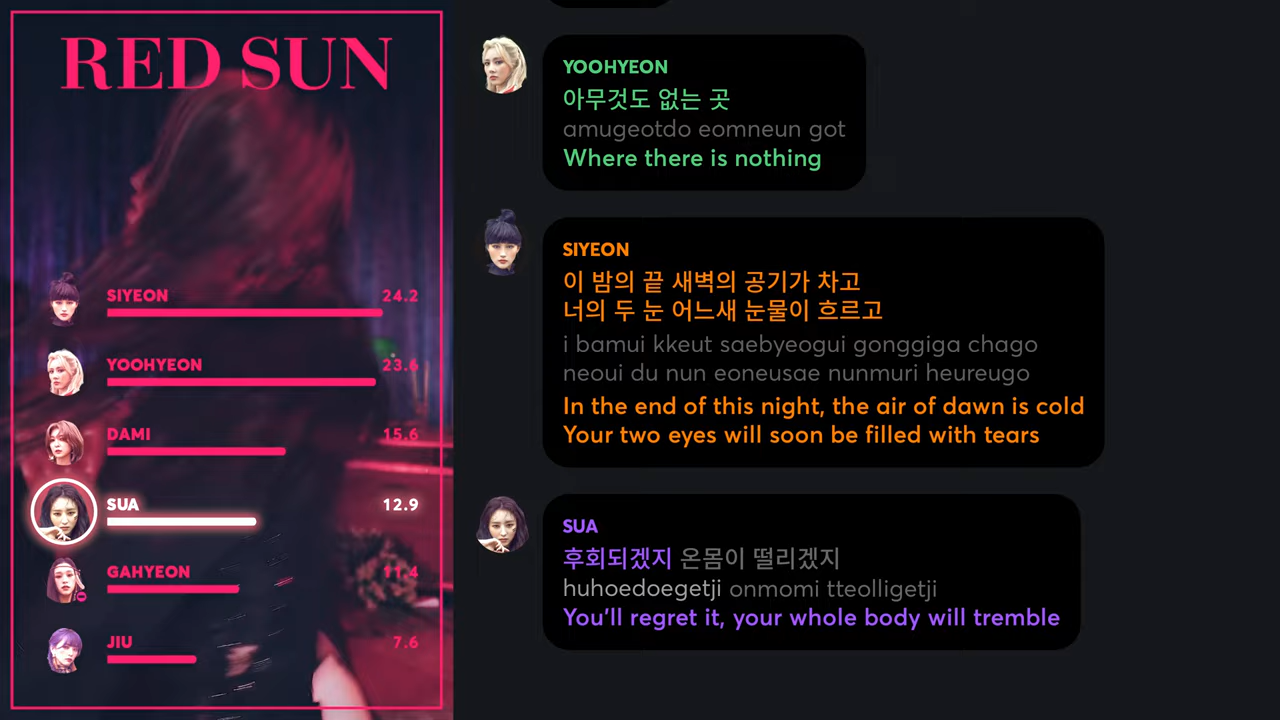 RED SUN
SIYEON 24.2
YOOHYEON 23.6
DAMI 15.6
SUA 12.9
GAHYEON 11.4
JIU 7.6
YOOHYEON
아무것도 없는 곳
amugeotdo eomneun got
Where there is nothing
SIYEON
이 밤의 끝 새벽의 공기가 차고
너의 두 눈 어느새 눈물이 흐르고
i bamui kkeut saebyeogui gonggiga chago
neoui du nun eoneusae nunmuri heureugo
In the end of this night, the air of dawn is cold
Your two eyes will soon be filled with tears
SUA
후회되겠지 온몸이 떨리겠지
huhoedoegetji onmomi tteolligetji
You’ll regret it, your whole body will tremble